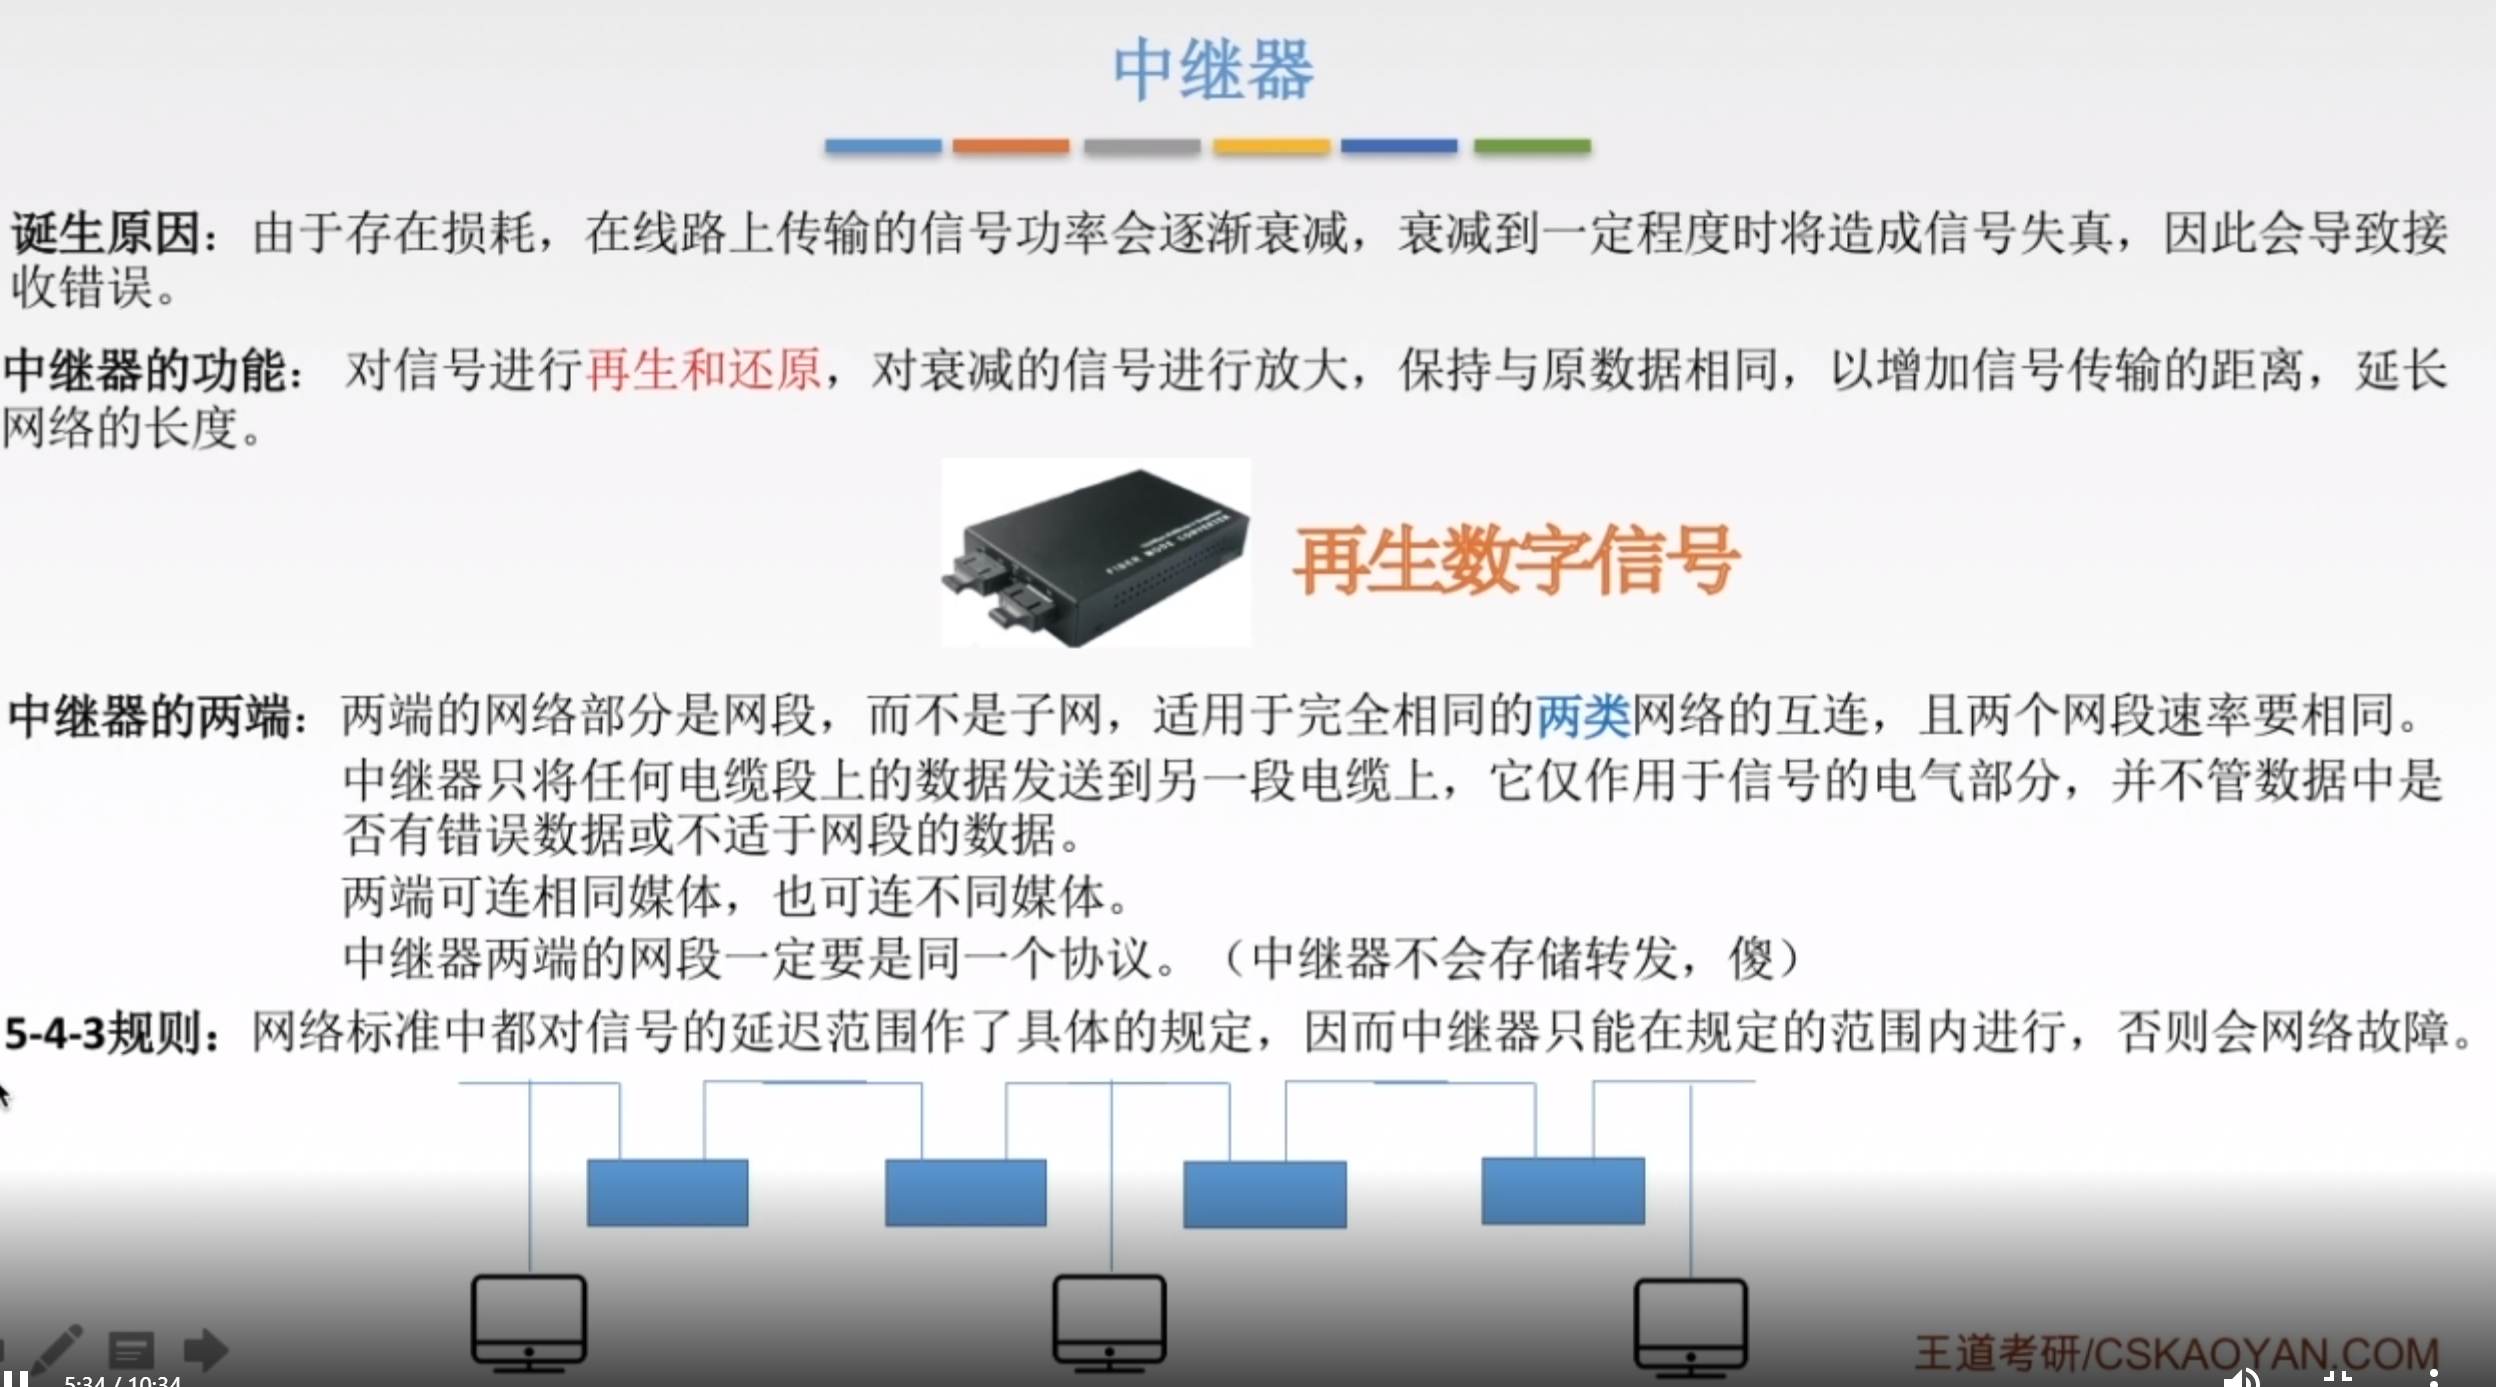 中继器
诞生原因：由于存在损耗，在线路上传输的信号功率会逐渐衰减，衰减到一定程度时将造成信号失真，因此会导致接
收错误。
中继器的功能： 对信号进行再生和还原，对衰减的信号进行放大，保持与原数据相同，以增加信号传输的距离，延长
网络的长度。
FIBER MODE CONVERTER
再生数字信号
中继器的两端：两端的网络部分是网段，而不是子网，适用于完全相同的两类网络的互连，且两个网段速率要相同。
中继器只将任何电缆段上的数据发送到另一段电缆上，它仅作用于信号的电气部分，并不管数据中是
否有错误数据或不适于网段的数据。
两端可连相同媒体，也可连不同媒体。
中继器两端的网段一定要是同一个协议。（中继器不会存储转发，傻）
5-4-3规则：网络标准中都对信号的延迟范围作了具体的规定，因而中继器只能在规定的范围内进行，否则会网络故障。
王道考研/CSKAOYAN.COM
5:34 / 10:34